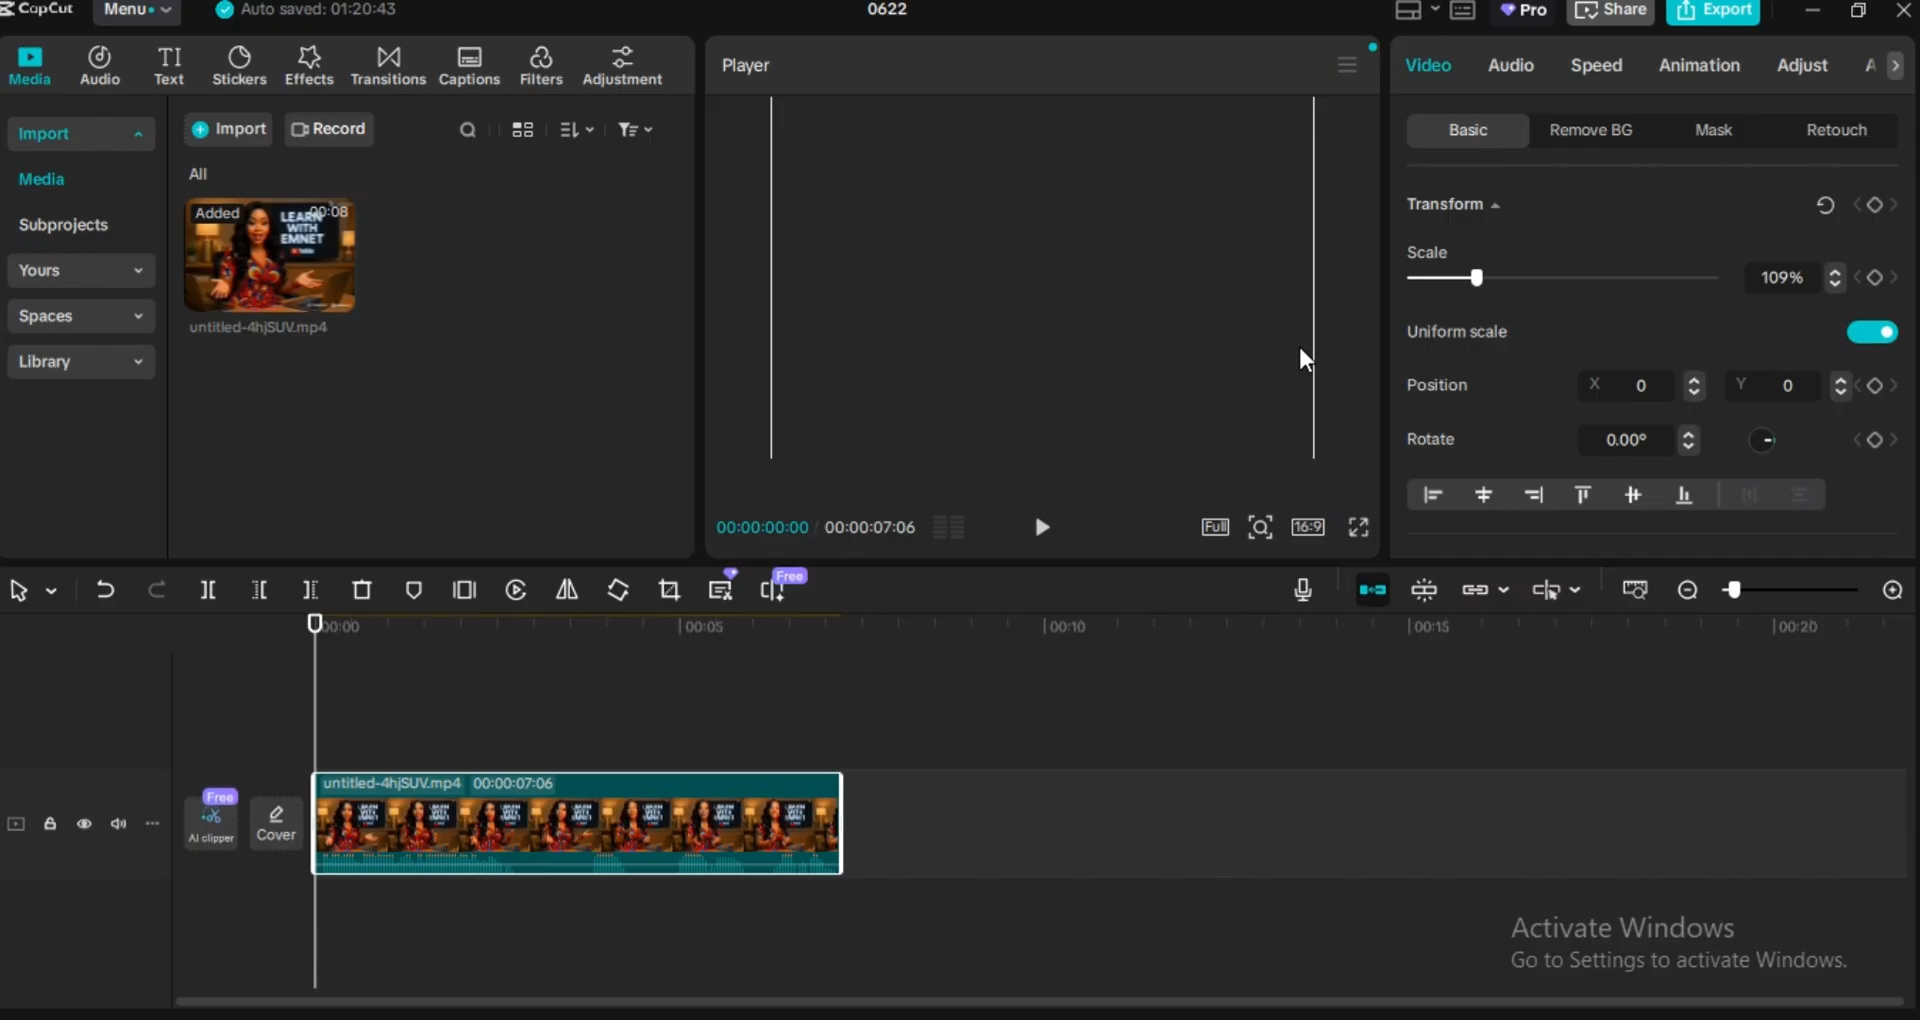 CapCut
Menu
Auto saved: 01:20:43
0622
Pro
Share
Export
Media
Audio
Text
Stickers
Effects
Transitions
Captions
Filters
Adjustment
Player
Video
Audio
Speed
Animation
Adjust
A
Import
Media
Subprojects
Yours
Spaces
Library
Import
Record
All
Added
00:08
LEARN
WITH
EMNET
untitled-4hjSUV.mp4
Basic
Remove BG
Mask
Retouch
Transform
Scale
109%
Uniform scale
Position
X 0
Y 0
Rotate
0.00°
00:00:00:00 / 00:00:07:06
Full
16:9
Free
00:00
00:05
00:10
00:15
00:20
untitled-4hjSUV.mp4 00:00:07:06
Free
AI clipper
Cover
Activate Windows
Go to Settings to activate Windows.